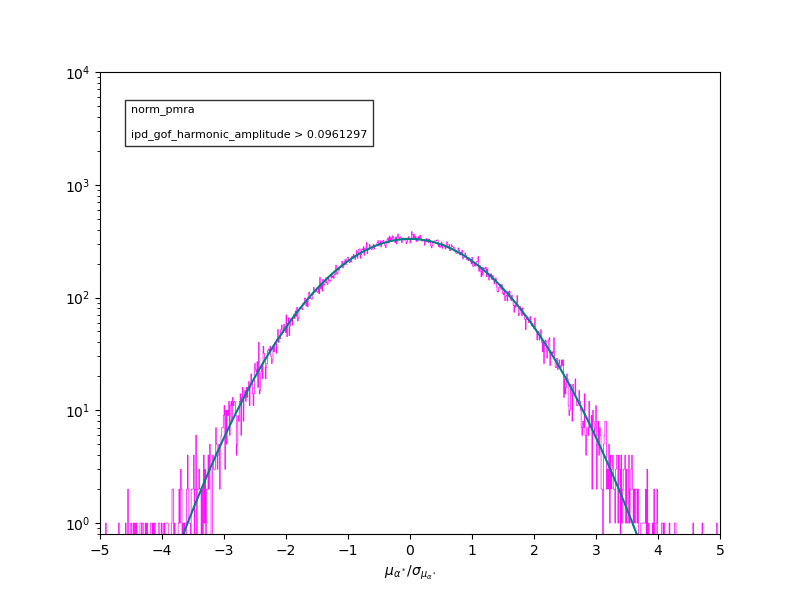 norm_pmra
ipd_gof_harmonic_amplitude > 0.0961297
10⁴
10³
10²
10¹
10⁰
−5 −4 −3 −2 −1 0 1 2 3 4 5
μα*/σμα*